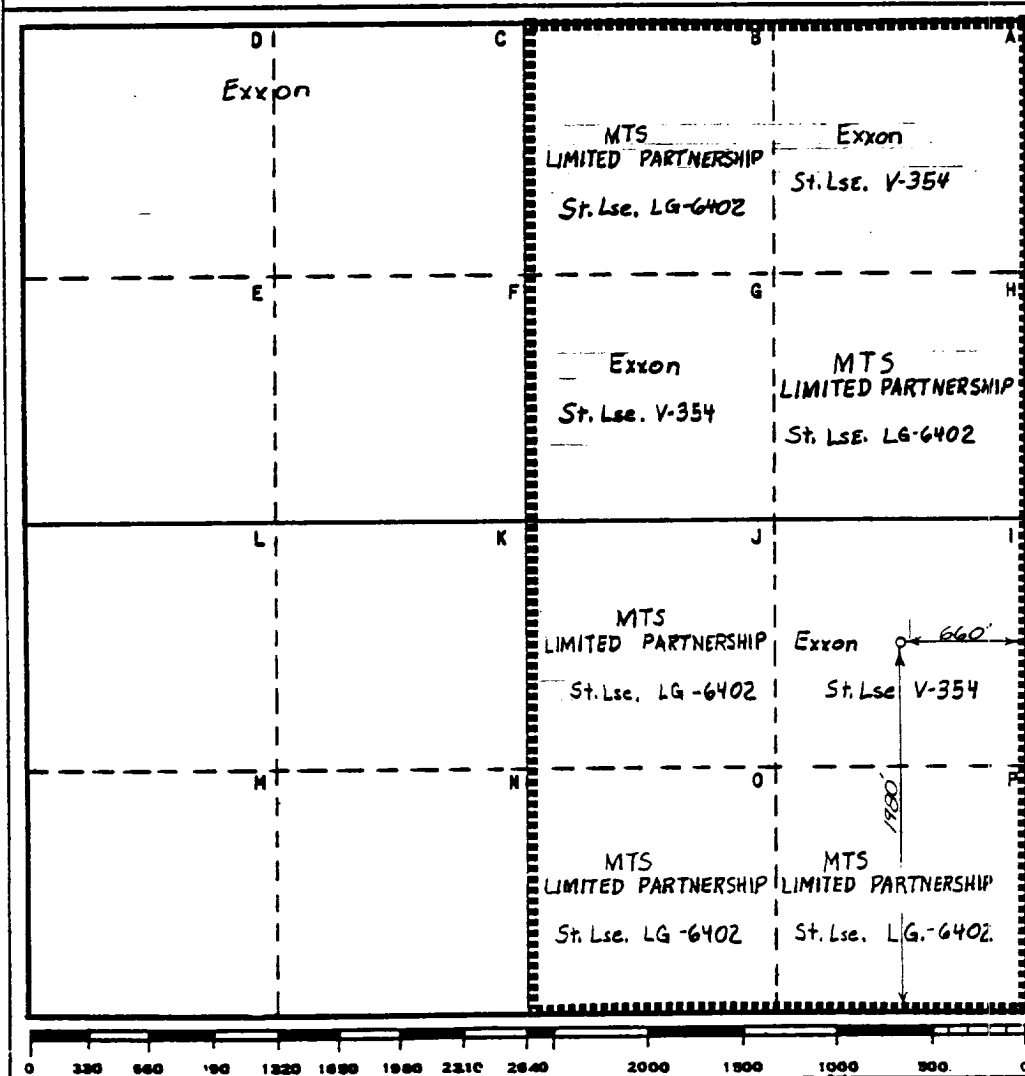 D C B A
Exxon
MTS
LIMITED PARTNERSHIP
St. Lse. LG-6402
Exxon
St. LsE. V-354
E F G H
Exxon
St. Lse. V-354
MTS
LIMITED PARTNERSHIP
St. LSE. LG-6402
L K J I
MTS
LIMITED PARTNERSHIP
St. Lse. LG-6402
Exxon
660'
St. Lse V-354
M N O P
1980'
MTS
LIMITED PARTNERSHIP
St. Lse. LG-6402
MTS
LIMITED PARTNERSHIP
St. Lse. LG.-6402.
0 330 660 1320 1650 1980 2310 2640 2000 1500 1000 500 0